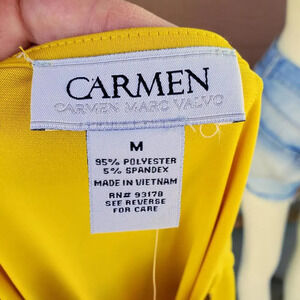 CARMEN
CARMEN MARC VALVO
M
95% POLYESTER
5% SPANDEX
MADE IN VIETNAM
RN# 93178
SEE REVERSE
FOR CARE